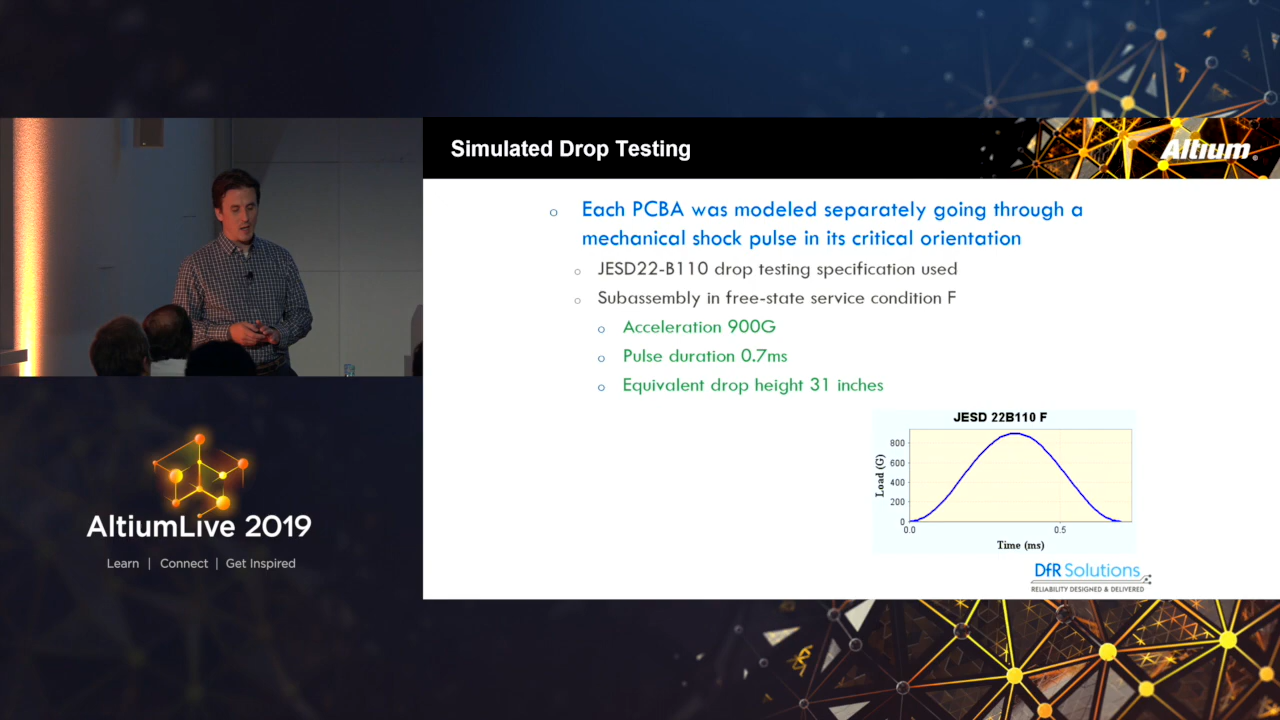 Simulated Drop Testing
Altium
Each PCBA was modeled separately going through a
mechanical shock pulse in its critical orientation
JESD22-B110 drop testing specification used
Subassembly in free-state service condition F
Acceleration 900G
Pulse duration 0.7ms
Equivalent drop height 31 inches
JESD 22B110 F
Load (G)
800
600
400
200
0
0.0
0.5
Time (ms)
DfR Solutions
RELIABILITY DESIGNED & DELIVERED
AltiumLive 2019
Learn | Connect | Get Inspired